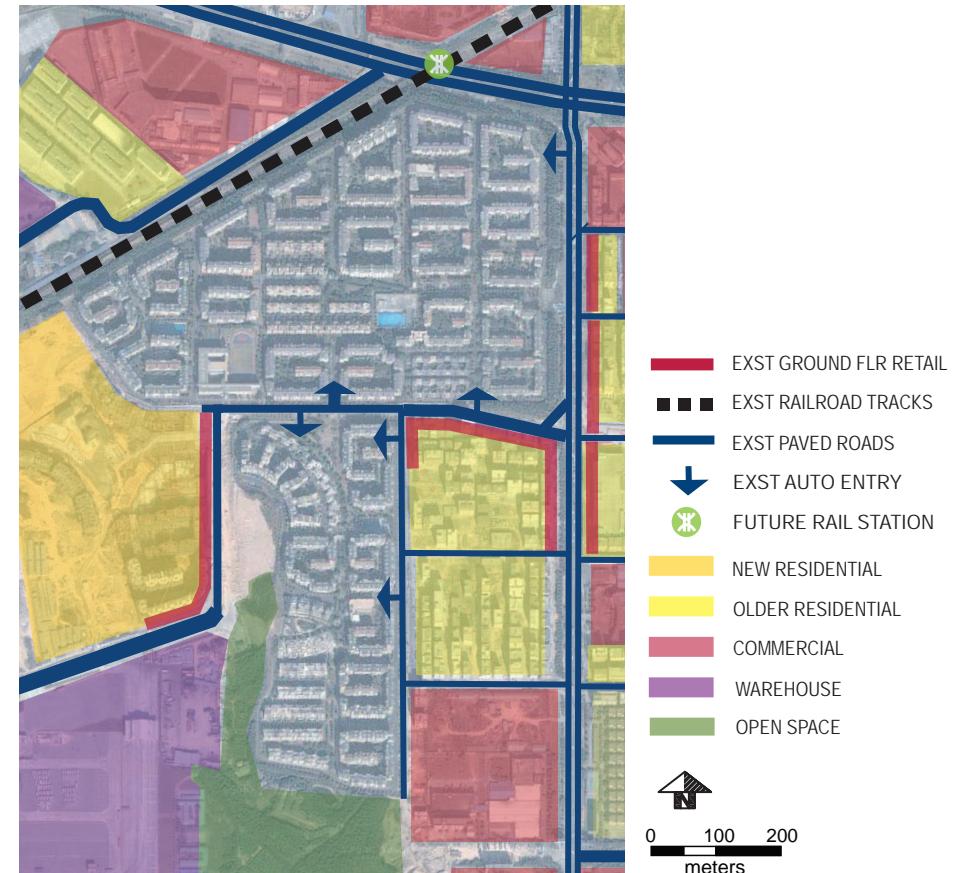 EXST GROUND FLR RETAIL
EXST RAILROAD TRACKS
EXST PAVED ROADS
EXST AUTO ENTRY
FUTURE RAIL STATION
NEW RESIDENTIAL
OLDER RESIDENTIAL
COMMERCIAL
WAREHOUSE
OPEN SPACE
N
0 100 200
meters